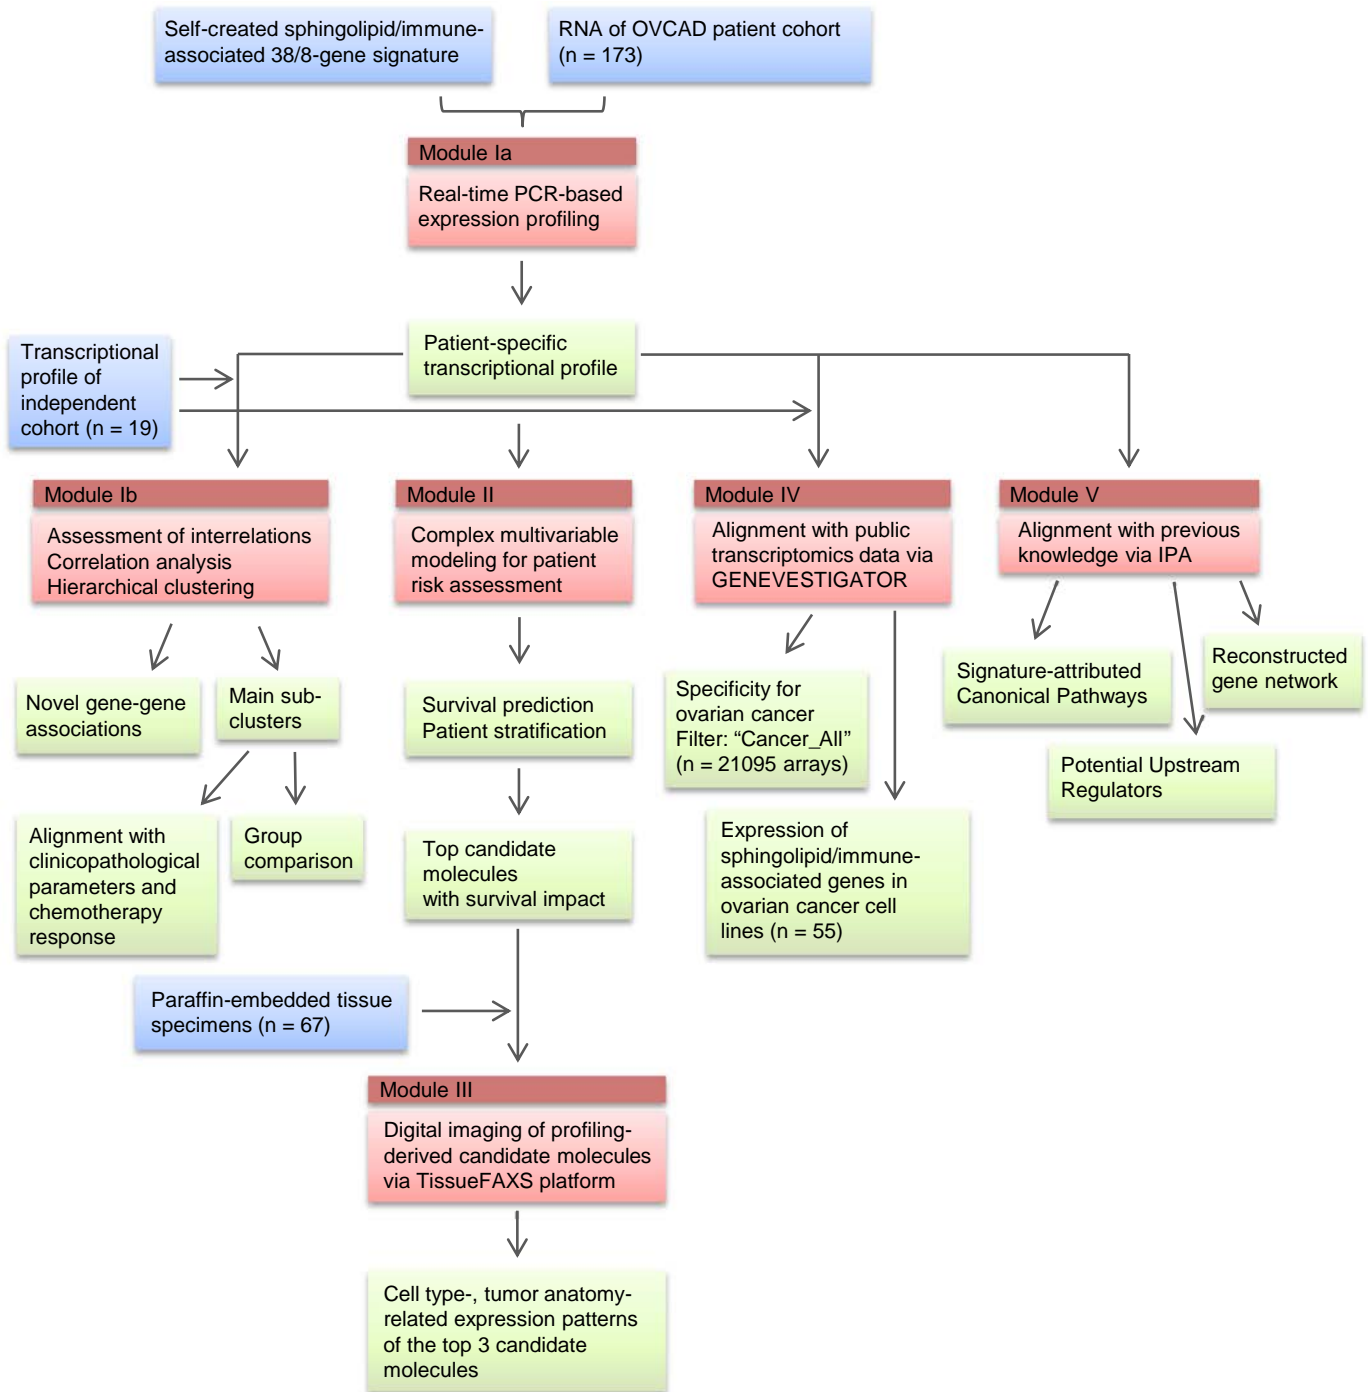 Self-created sphingolipid/immune-
associated 38/8-gene signature
RNA of OVCAD patient cohort
(n = 173)
Module Ia
Real-time PCR-based
expression profiling
Patient-specific
transcriptional profile
Transcriptional
profile of
independent
cohort (n = 19)
Module Ib
Assessment of interrelations
Correlation analysis
Hierarchical clustering
Module II
Complex multivariable
modeling for patient
risk assessment
Module IV
Alignment with public
transcriptomics data via
GENEVESTIGATOR
Module V
Alignment with previous
knowledge via IPA
Novel gene-gene
associations
Main sub-
clusters
Survival prediction
Patient stratification
Specificity for
ovarian cancer
Filter: “Cancer_All”
(n = 21095 arrays)
Signature-attributed
Canonical Pathways
Reconstructed
gene network
Potential Upstream
Regulators
Alignment with
clinicopathological
parameters and
chemotherapy
response
Group
comparison
Top candidate
molecules
with survival impact
Expression of
sphingolipid/immune-
associated genes in
ovarian cancer cell
lines (n = 55)
Paraffin-embedded tissue
specimens (n = 67)
Module III
Digital imaging of profiling-
derived candidate molecules
via TissueFAXS platform
Cell type-, tumor anatomy-
related expression patterns
of the top 3 candidate
molecules